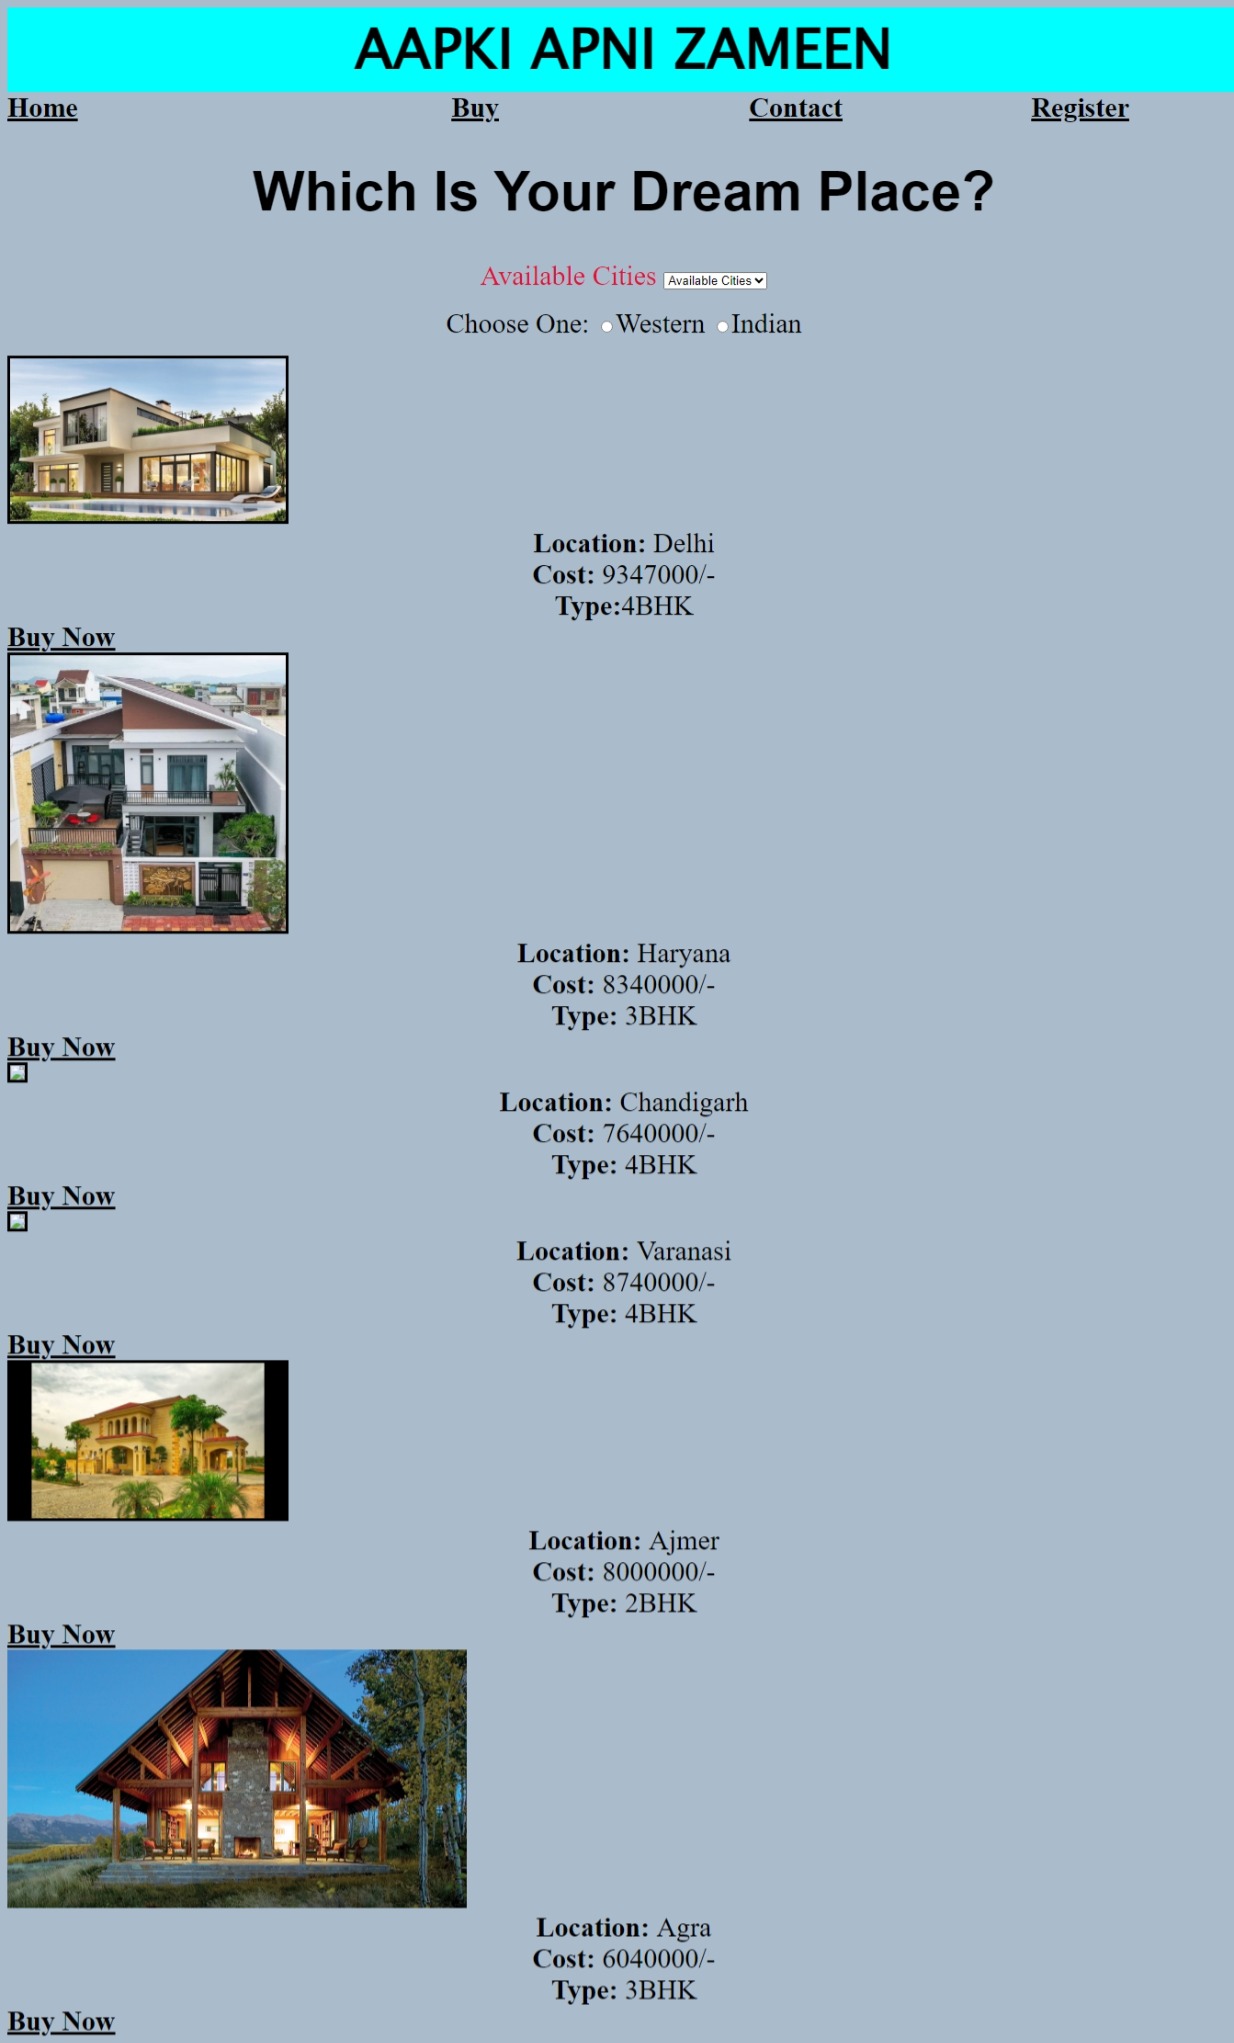 AAPKI APNI ZAMEEN
Home Buy Contact Register
Which Is Your Dream Place?
Available Cities Available Cities
Choose One: Western Indian
Location: Delhi
Cost: 9347000/-
Type:4BHK
Buy Now
Location: Haryana
Cost: 8340000/-
Type: 3BHK
Buy Now
Location: Chandigarh
Cost: 7640000/-
Type: 4BHK
Buy Now
Location: Varanasi
Cost: 8740000/-
Type: 4BHK
Buy Now
Location: Ajmer
Cost: 8000000/-
Type: 2BHK
Buy Now
Location: Agra
Cost: 6040000/-
Type: 3BHK
Buy Now